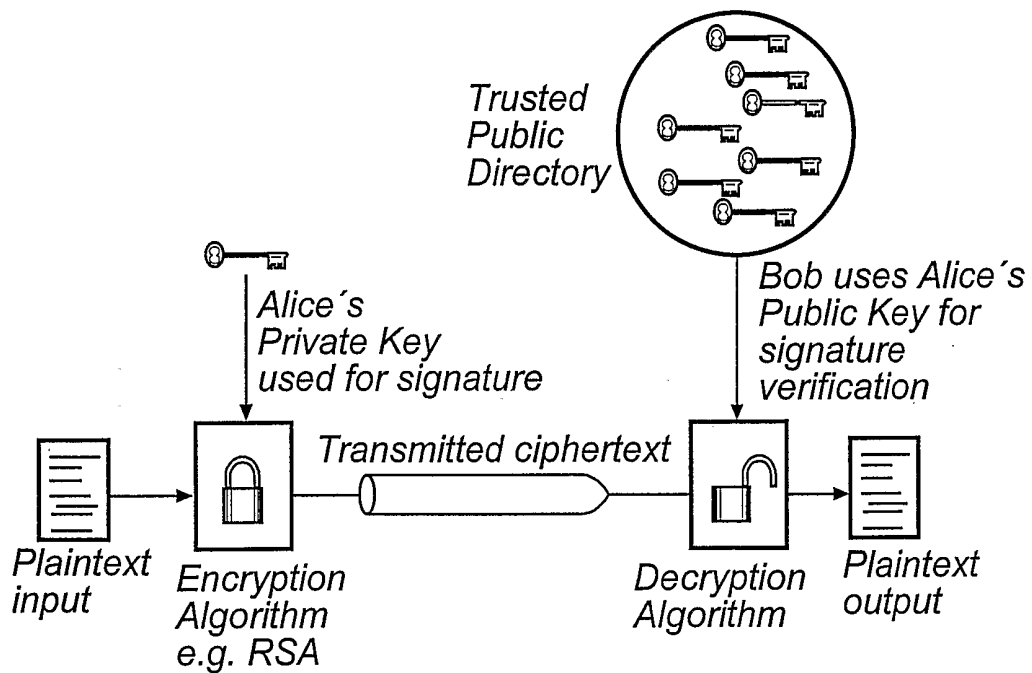 Trusted
Public
Directory
Alice´s
Private Key
used for signature
Bob uses Alice´s
Public Key for
signature
verification
Transmitted ciphertext
Plaintext
input
Encryption
Algorithm
e.g. RSA
Decryption
Algorithm
Plaintext
output